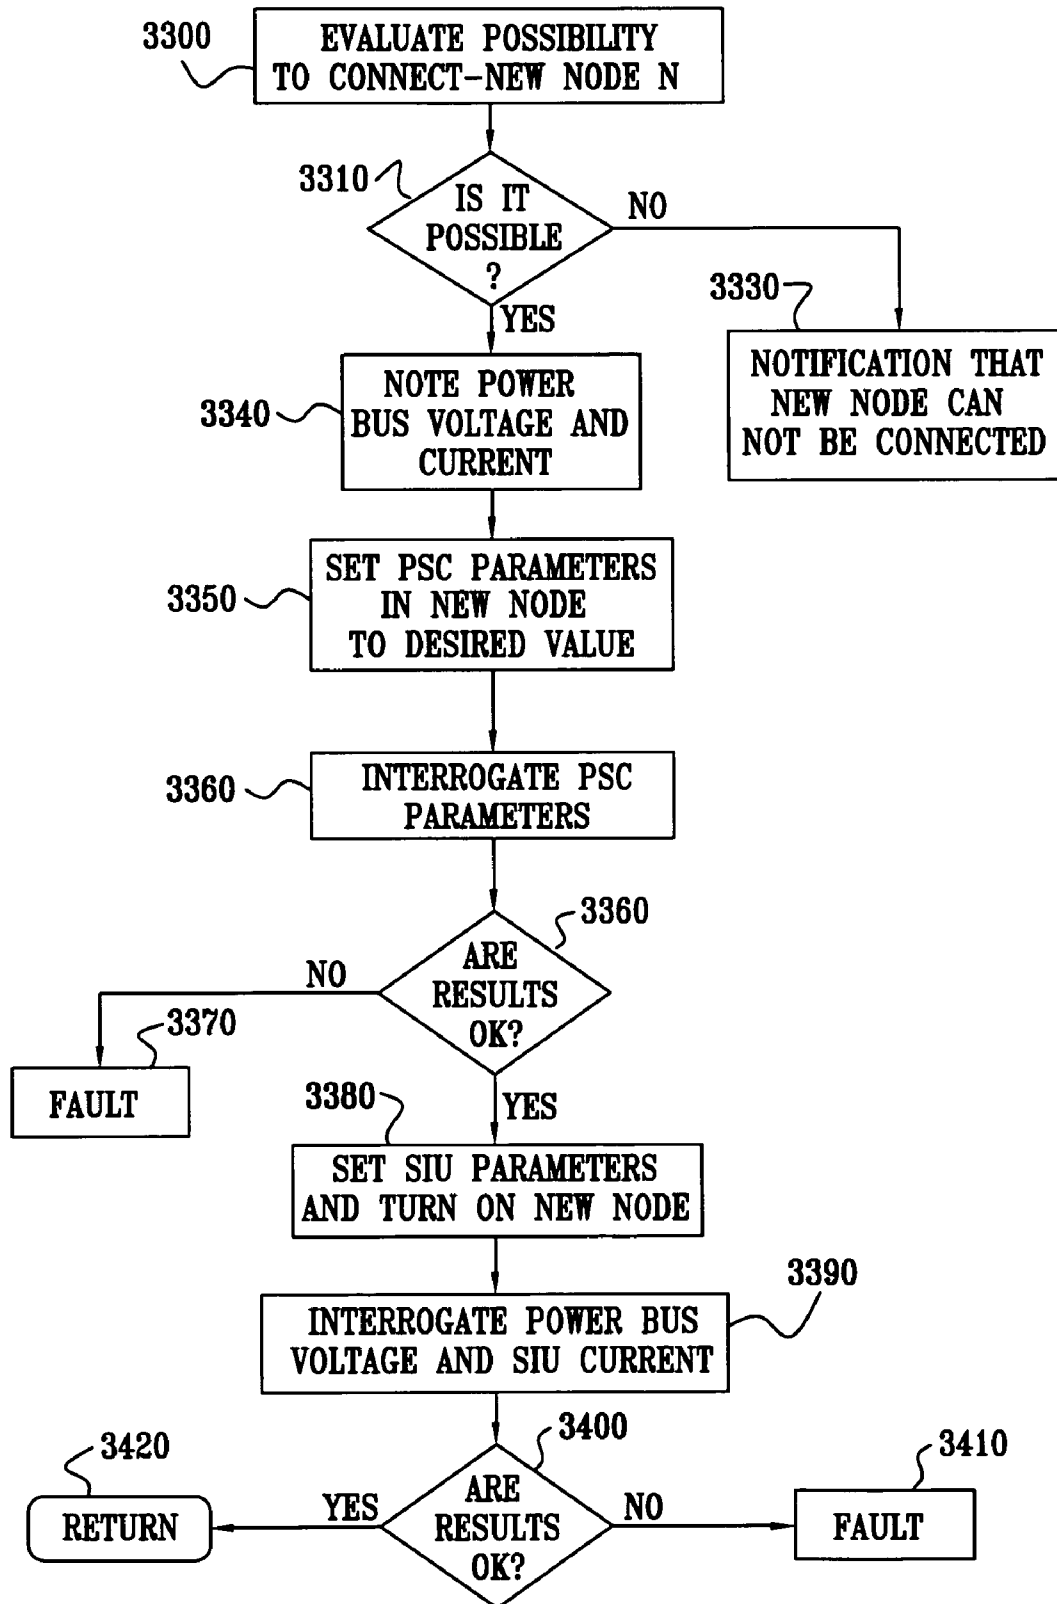 3300
EVALUATE POSSIBILITY
TO CONNECT-NEW NODE N
3310
IS IT
POSSIBLE
?
NO
YES
3330
NOTIFICATION THAT
NEW NODE CAN
NOT BE CONNECTED
3340
NOTE POWER
BUS VOLTAGE AND
CURRENT
3350
SET PSC PARAMETERS
IN NEW NODE
TO DESIRED VALUE
3360
INTERROGATE PSC
PARAMETERS
3360
ARE
RESULTS
OK?
NO
3370
FAULT
YES
3380
SET SIU PARAMETERS
AND TURN ON NEW NODE
3390
INTERROGATE POWER BUS
VOLTAGE AND SIU CURRENT
3400
ARE
RESULTS
OK?
YES
3420
RETURN
NO
3410
FAULT